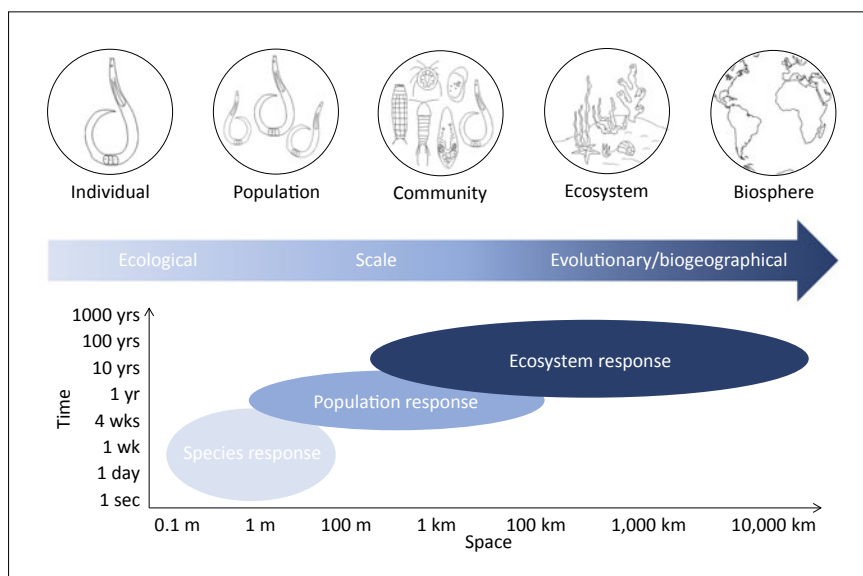 Individual
Population
Community
Ecosystem
Biosphere
Ecological
Scale
Evolutionary/biogeographical
1000 yrs
100 yrs
10 yrs
1 yr
4 wks
1 wk
1 day
1 sec
Time
Ecosystem response
Population response
Species response
0.1 m
1 m
100 m
1 km
100 km
1,000 km
10,000 km
Space